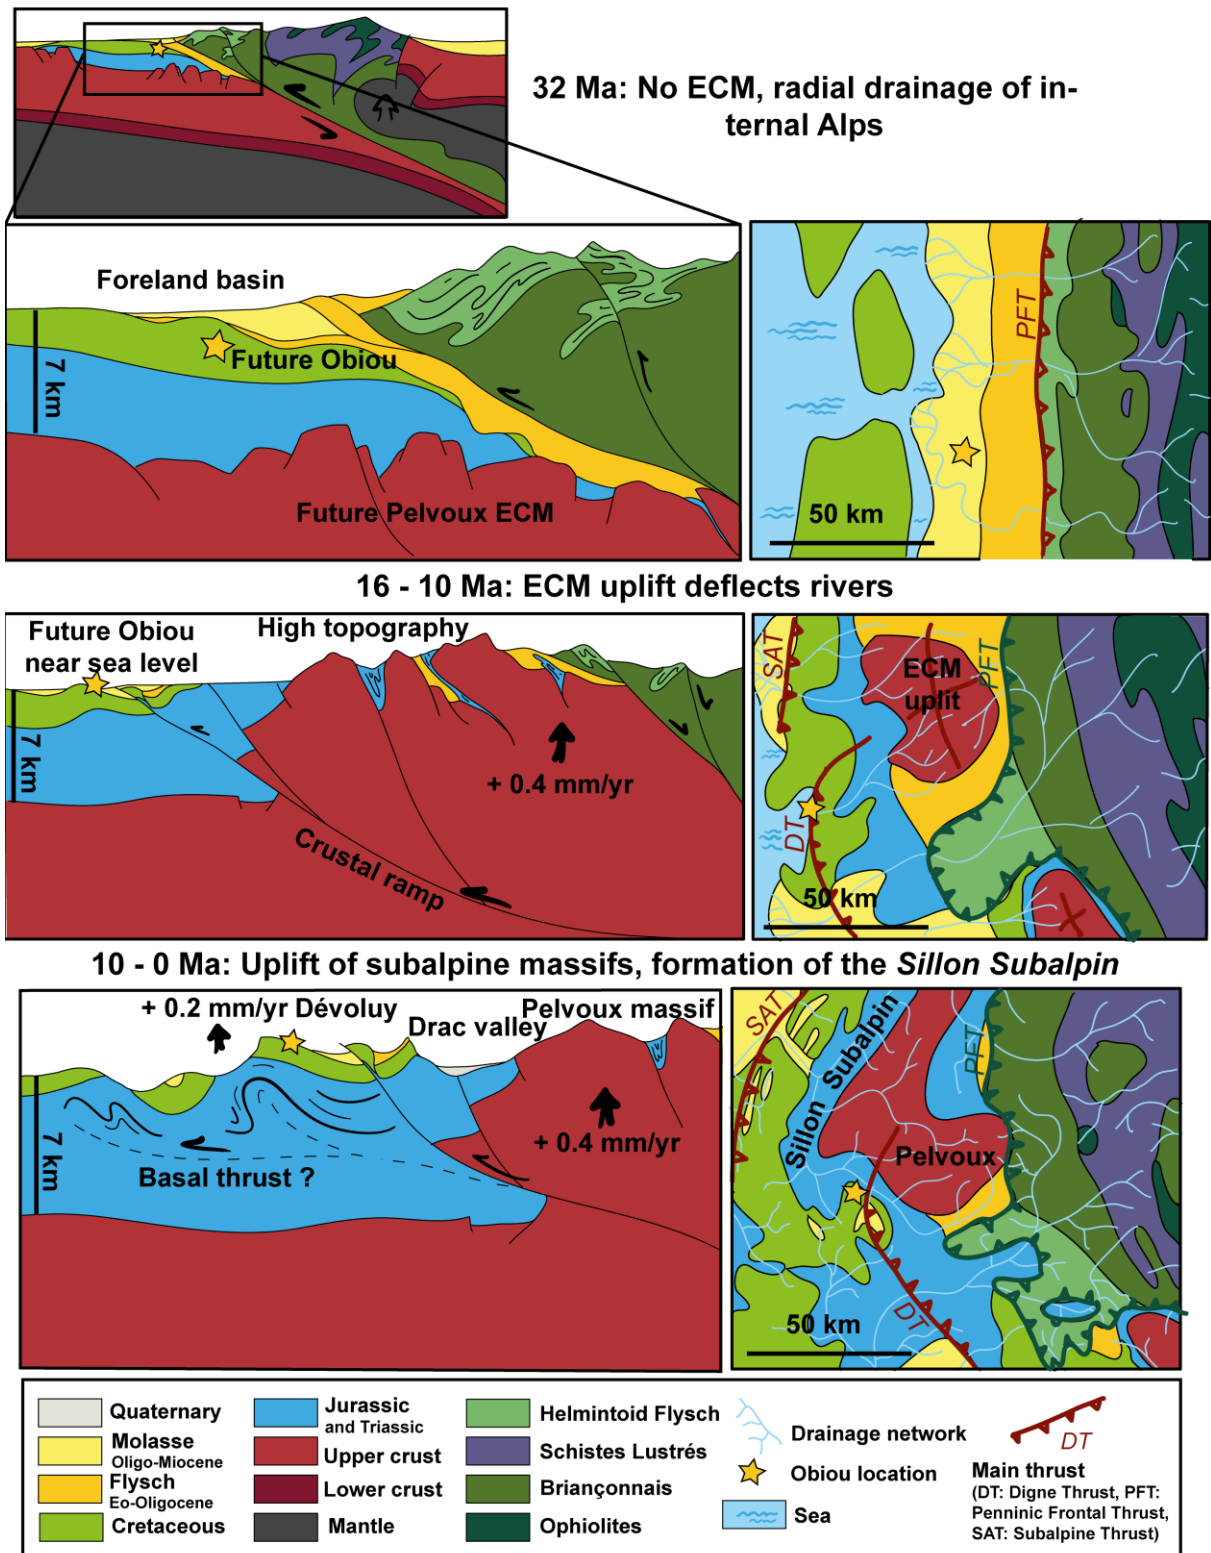 32 Ma: No ECM, radial drainage of in-
ternal Alps
Foreland basin
Future Obiou
7 km
Future Pelvoux ECM
PFT
50 km
16 - 10 Ma: ECM uplift deflects rivers
Future Obiou
near sea level
High topography
7 km
+ 0.4 mm/yr
Crustal ramp
SAT
ECM
uplit
PFT
DT
50 km
10 - 0 Ma: Uplift of subalpine massifs, formation of the Sillon Subalpin
+ 0.2 mm/yr Dévoluy
Pelvoux massif
Drac valley
7 km
+ 0.4 mm/yr
Basal thrust ?
SAT
Sillon Subalpin
PFT
Pelvoux
DT
50 km
Quaternary
Molasse
Oligo-Miocene
Flysch
Eo-Oligocene
Cretaceous
Jurassic
and Triassic
Upper crust
Lower crust
Mantle
Helmintoid Flysch
Schistes Lustrés
Briançonnais
Ophiolites
Drainage network
Obiou location
Sea
DT
Main thrust
(DT: Digne Thrust, PFT:
Penninic Frontal Thrust,
SAT: Subalpine Thrust)